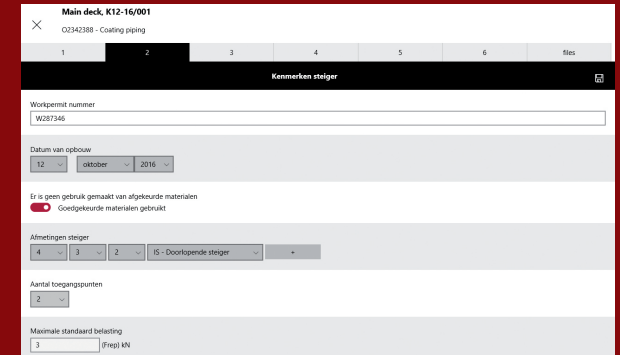 Main deck, K12-16/001
O2342388 - Coating piping
1 2 3 4 5 6 files
Kenmerken steiger
Workpermit nummer
W287346
Datum van opbouw
12 oktober 2016
Er is geen gebruik gemaakt van afgekeurde materialen
Goedgekeurde materialen gebruikt
Afmetingen steiger
4 3 2 IS - Doorlopende steiger +
Aantal toegangspunten
2
Maximale standaard belasting
3 (Frep) kN